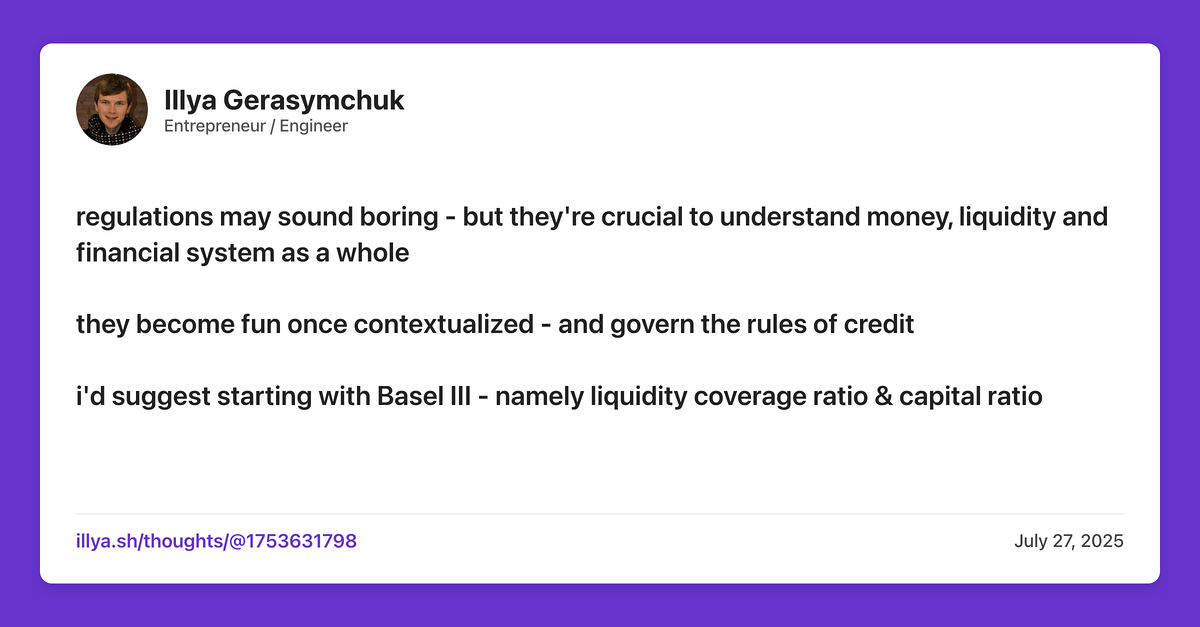 Illya Gerasymchuk
Entrepreneur / Engineer
regulations may sound boring - but they're crucial to understand money, liquidity and
financial system as a whole
they become fun once contextualized - and govern the rules of credit
i'd suggest starting with Basel III - namely liquidity coverage ratio & capital ratio
illya.sh/thoughts/@1753631798
July 27, 2025